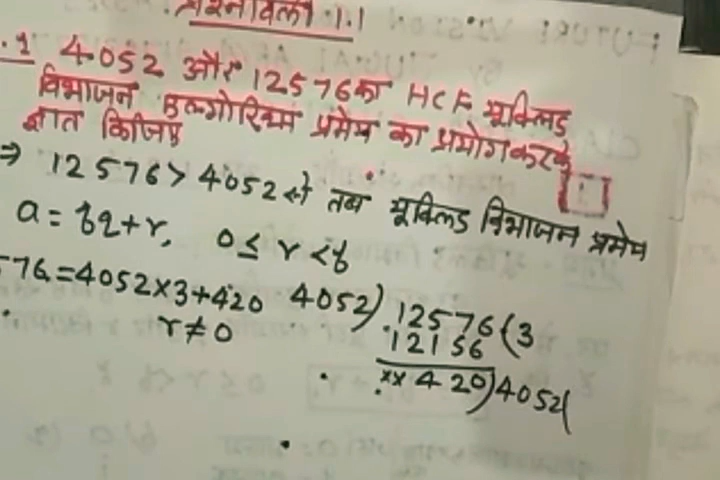 प्रश्नावली 1.1
.1 4052 और 12576 का HCF यूक्लिड
विभाजन एल्गोरिथ्म प्रमेय का प्रयोग करके
ज्ञात किजिए
⇒ 12576 > 4052 तब यूक्लिड विभाजन प्रमेय
a = bq + r, 0 ≤ r < b
576 = 4052 × 3 + 420
r ≠ 0
4052) 12576 (3
12156
×× 420) 4052(